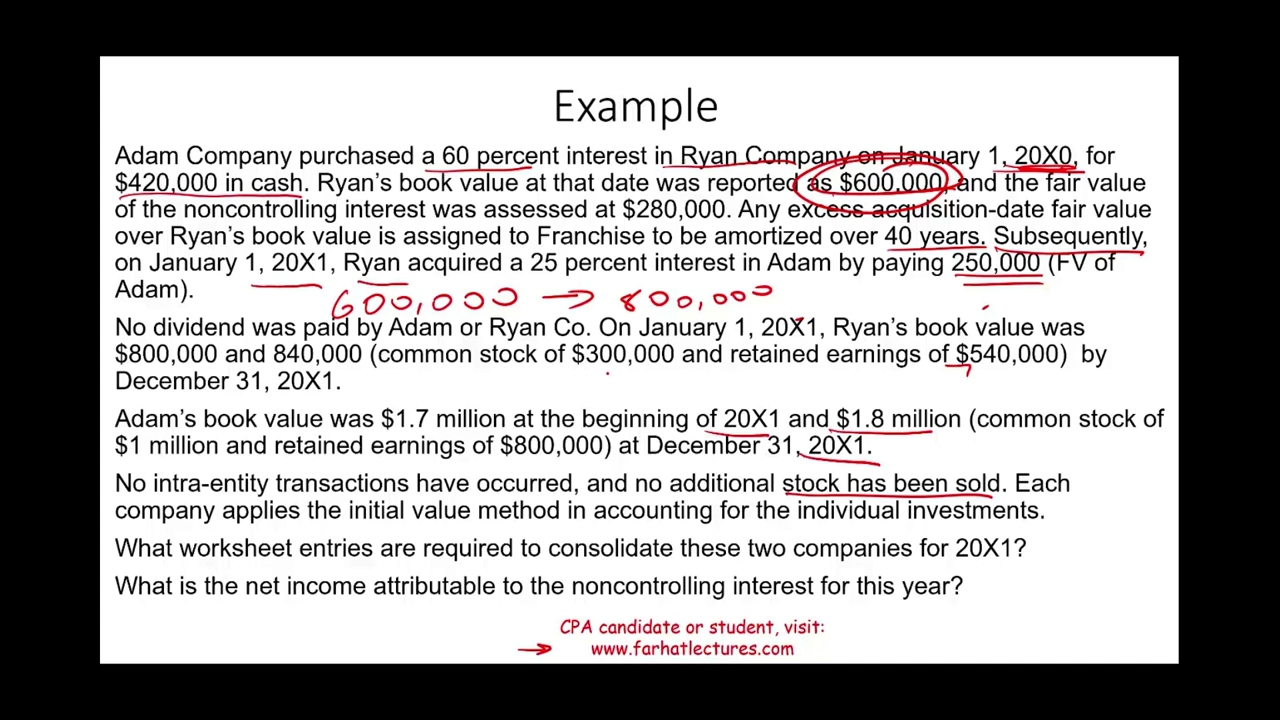 Example
Adam Company purchased a 60 percent interest in Ryan Company on January 1, 20X0, for
$420,000 in cash. Ryan's book value at that date was reported as $600,000, and the fair value
of the noncontrolling interest was assessed at $280,000. Any excess acquisition-date fair value
over Ryan's book value is assigned to Franchise to be amortized over 40 years. Subsequently,
on January 1, 20X1, Ryan acquired a 25 percent interest in Adam by paying 250,000 (FV of
Adam).
600,000 → 800,000
No dividend was paid by Adam or Ryan Co. On January 1, 20X1, Ryan's book value was
$800,000 and 840,000 (common stock of $300,000 and retained earnings of $540,000) by
December 31, 20X1.
Adam's book value was $1.7 million at the beginning of 20X1 and $1.8 million (common stock of
$1 million and retained earnings of $800,000) at December 31, 20X1.
No intra-entity transactions have occurred, and no additional stock has been sold. Each
company applies the initial value method in accounting for the individual investments.
What worksheet entries are required to consolidate these two companies for 20X1?
What is the net income attributable to the noncontrolling interest for this year?
CPA candidate or student, visit:
www.farhatlectures.com